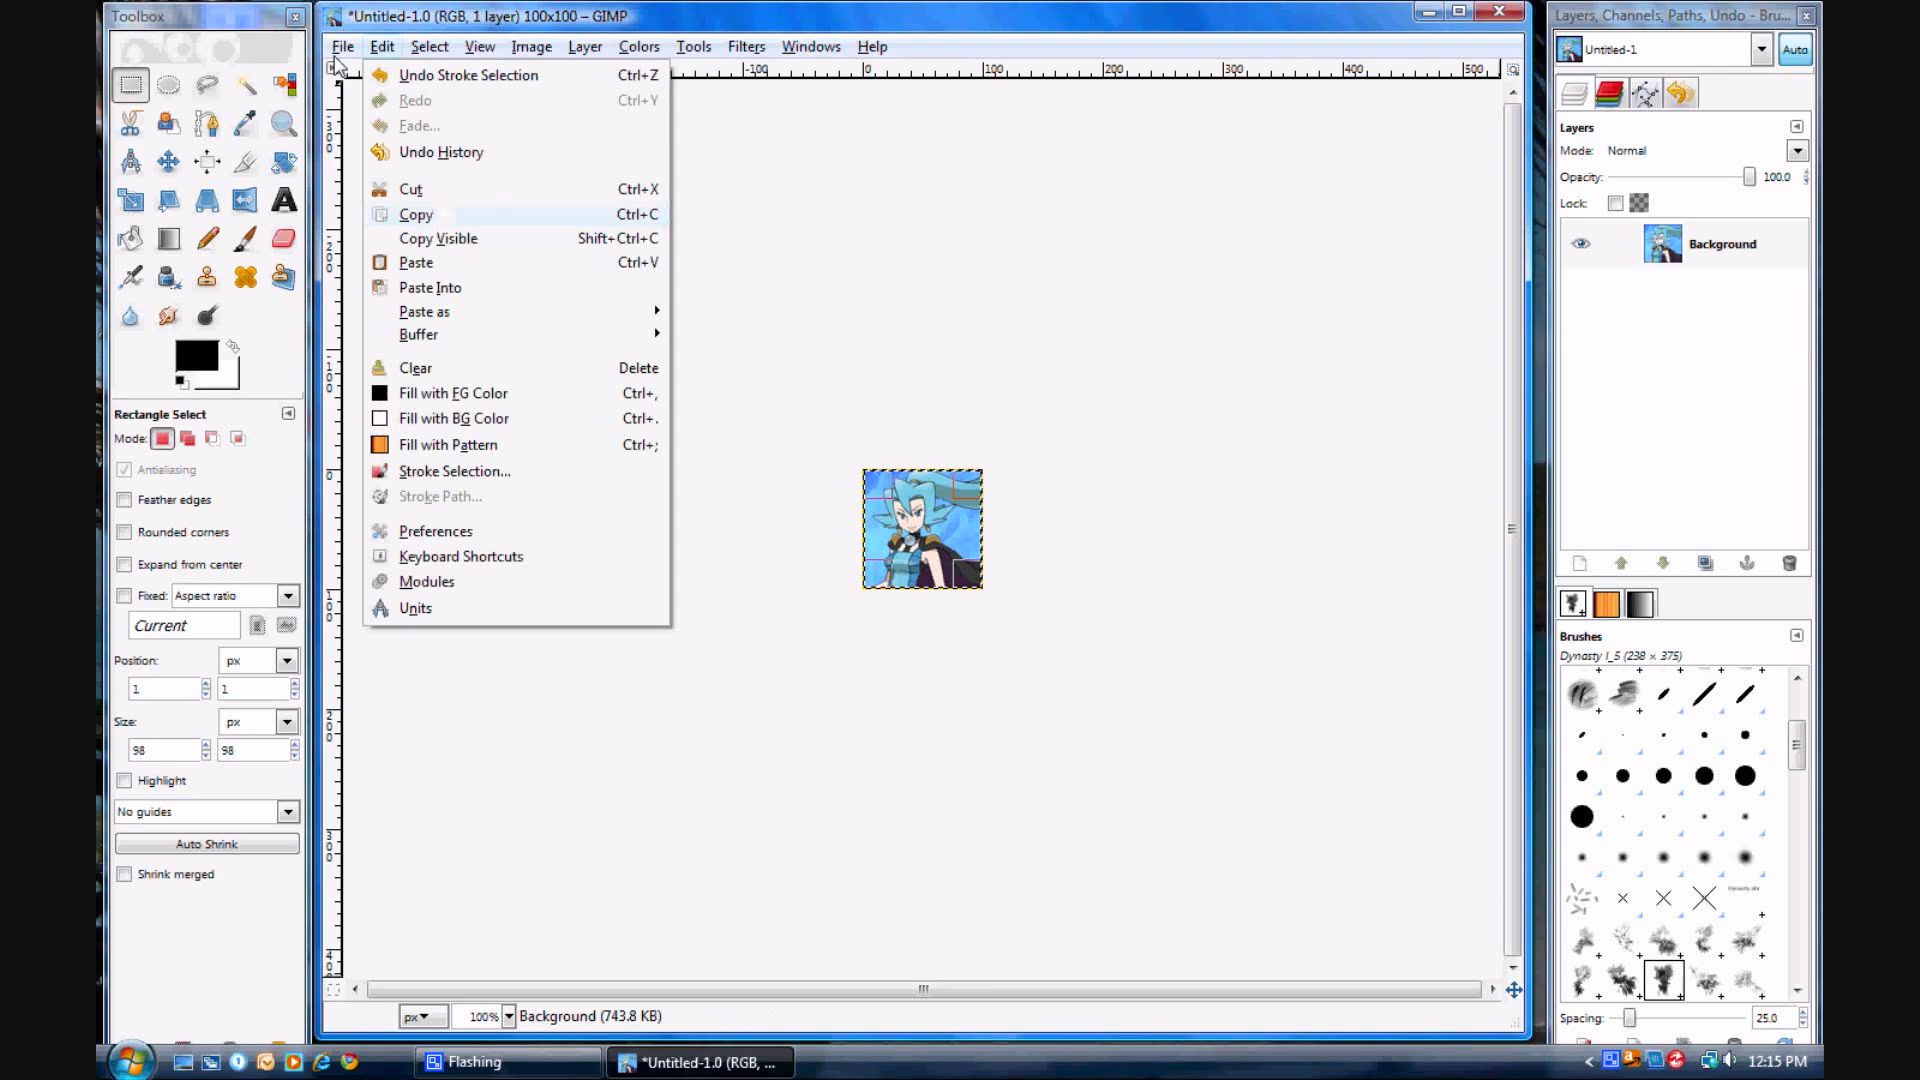 Toolbox
*Untitled-1.0 (RGB, 1 layer) 100x100 – GIMP
Layers, Channels, Paths, Undo - Bru...
File Edit Select View Image Layer Colors Tools Filters Windows Help
Untitled-1
Auto
-100 0 100 200 300 400 500
Undo Stroke Selection Ctrl+Z
Redo Ctrl+Y
Fade...
Undo History
Cut Ctrl+X
Copy Ctrl+C
Copy Visible Shift+Ctrl+C
Paste Ctrl+V
Paste Into
Paste as
Buffer
Clear Delete
Fill with FG Color Ctrl+,
Fill with BG Color Ctrl+.
Fill with Pattern Ctrl+;
Stroke Selection...
Stroke Path...
Preferences
Keyboard Shortcuts
Modules
Units
Rectangle Select
Mode:
Antialiasing
Feather edges
Rounded corners
Expand from center
Fixed: Aspect ratio
Current
Position: px
1 1
Size: px
98 98
Highlight
No guides
Auto Shrink
Shrink merged
Layers
Mode: Normal
Opacity: 100.0
Lock:
Background
Brushes
Dynasty I_5 (238 × 375)
Spacing: 25.0
px 100% Background (743.8 KB)
Flashing
*Untitled-1.0 (RGB, ...
12:15 PM